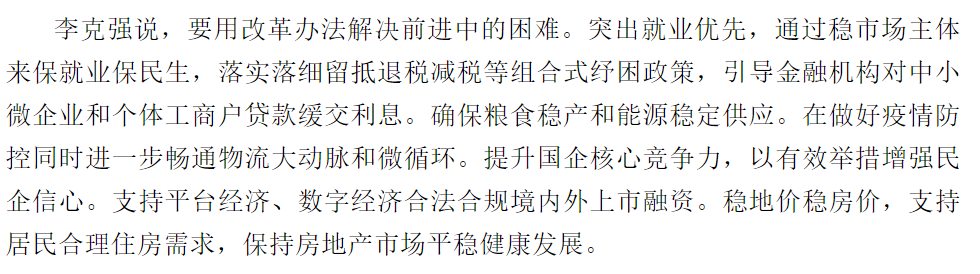 李克强说，要用改革办法解决前进中的困难。突出就业优先，通过稳市场主体
来保就业保民生，落实落细留抵退税减税等组合式纾困政策，引导金融机构对中小
微企业和个体工商户贷款缓交利息。确保粮食稳产和能源稳定供应。在做好疫情防
控同时进一步畅通物流大动脉和微循环。提升国企核心竞争力，以有效举措增强民
企信心。支持平台经济、数字经济合法合规境内外上市融资。稳地价稳房价，支持
居民合理住房需求，保持房地产市场平稳健康发展。